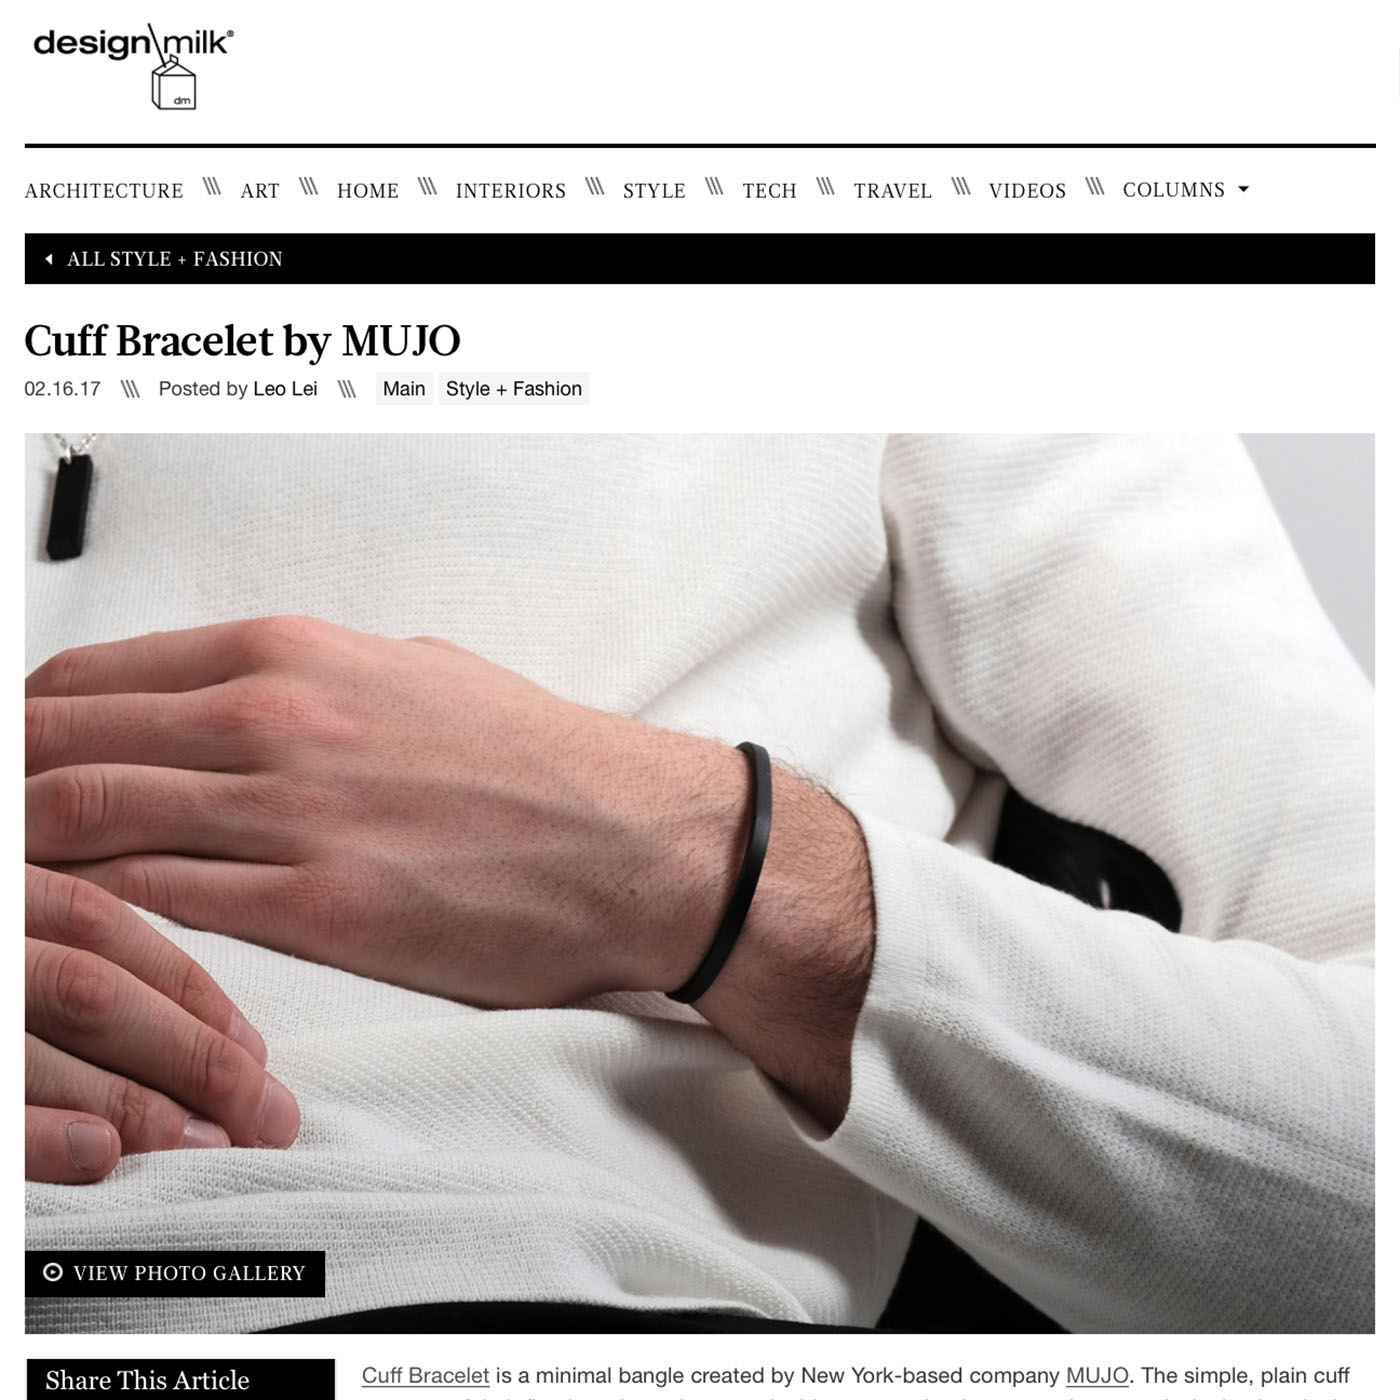 design\milk®
dm
ARCHITECTURE \\\ ART \\\ HOME \\\ INTERIORS \\\ STYLE \\\ TECH \\\ TRAVEL \\\ VIDEOS \\\ COLUMNS
ALL STYLE + FASHION
Cuff Bracelet by MUJO
02.16.17 \\\ Posted by Leo Lei \\\ Main Style + Fashion
VIEW PHOTO GALLERY
Share This Article
Cuff Bracelet is a minimal bangle created by New York-based company MUJO. The simple, plain cuff